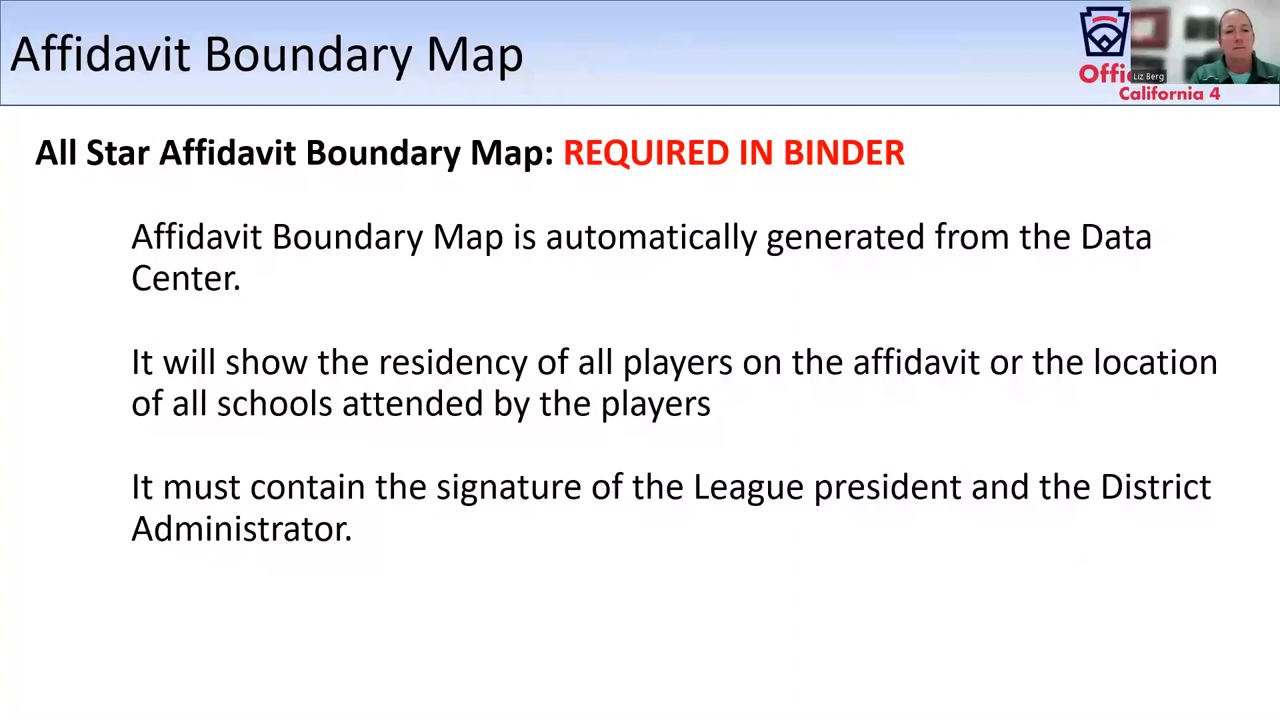 Affidavit Boundary Map
Offi
Liz Berg
California 4
All Star Affidavit Boundary Map: REQUIRED IN BINDER
Affidavit Boundary Map is automatically generated from the Data
Center.
It will show the residency of all players on the affidavit or the location
of all schools attended by the players
It must contain the signature of the League president and the District
Administrator.